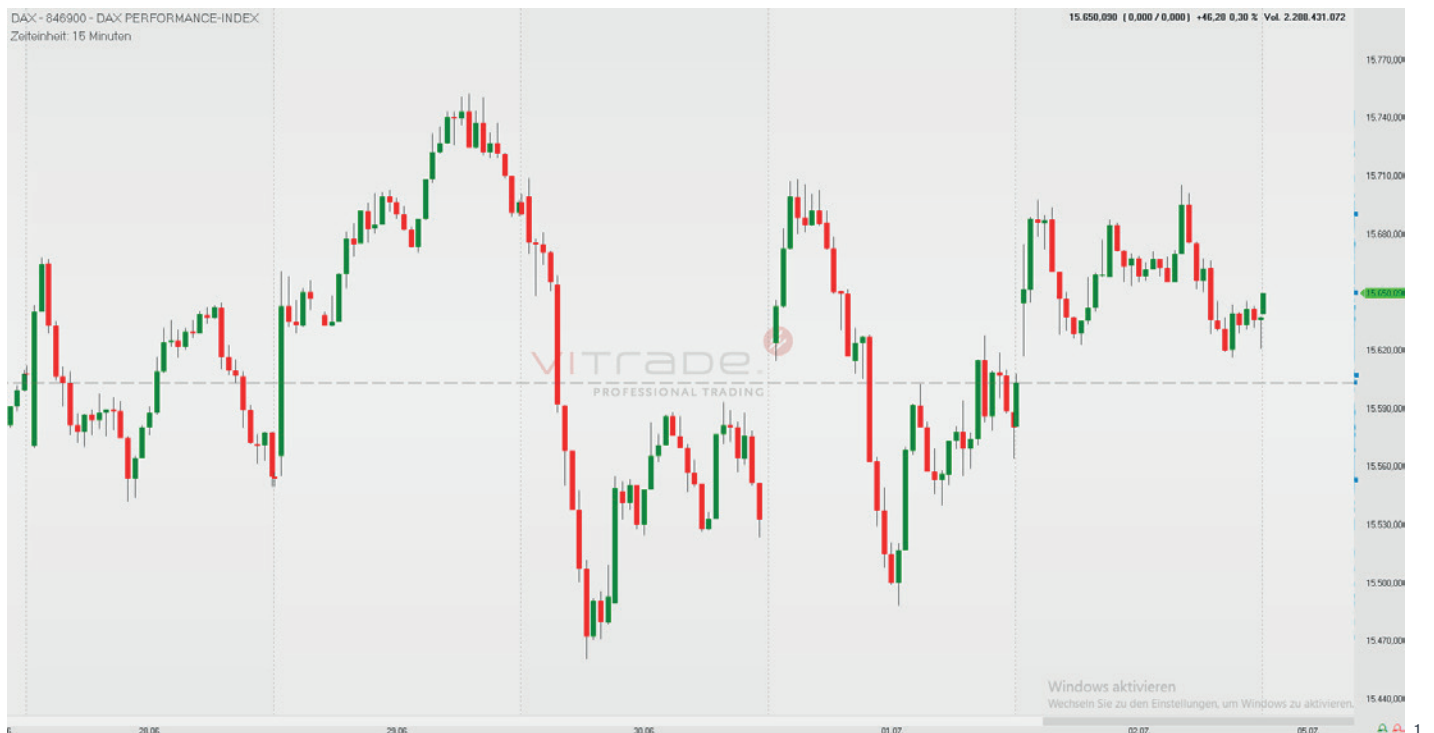 DAX - 846900 - DAX PERFORMANCE-INDEX
15.650,090 (0,000 / 0,000) +46,20 0,30 % Vol. 2.200.431.072
Zeiteinheit: 15 Minuten
15.770,00
15.740,00
15.710,00
15.680,00
15.650,09
15.620,00
15.590,00
15.560,00
15.530,00
15.500,00
15.470,00
15.440,00
VITrade.
PROFESSIONAL TRADING
Windows aktivieren
Wechseln Sie zu den Einstellungen, um Windows zu aktivieren.
28.06 29.06 30.06 01.07 02.07 05.07
1